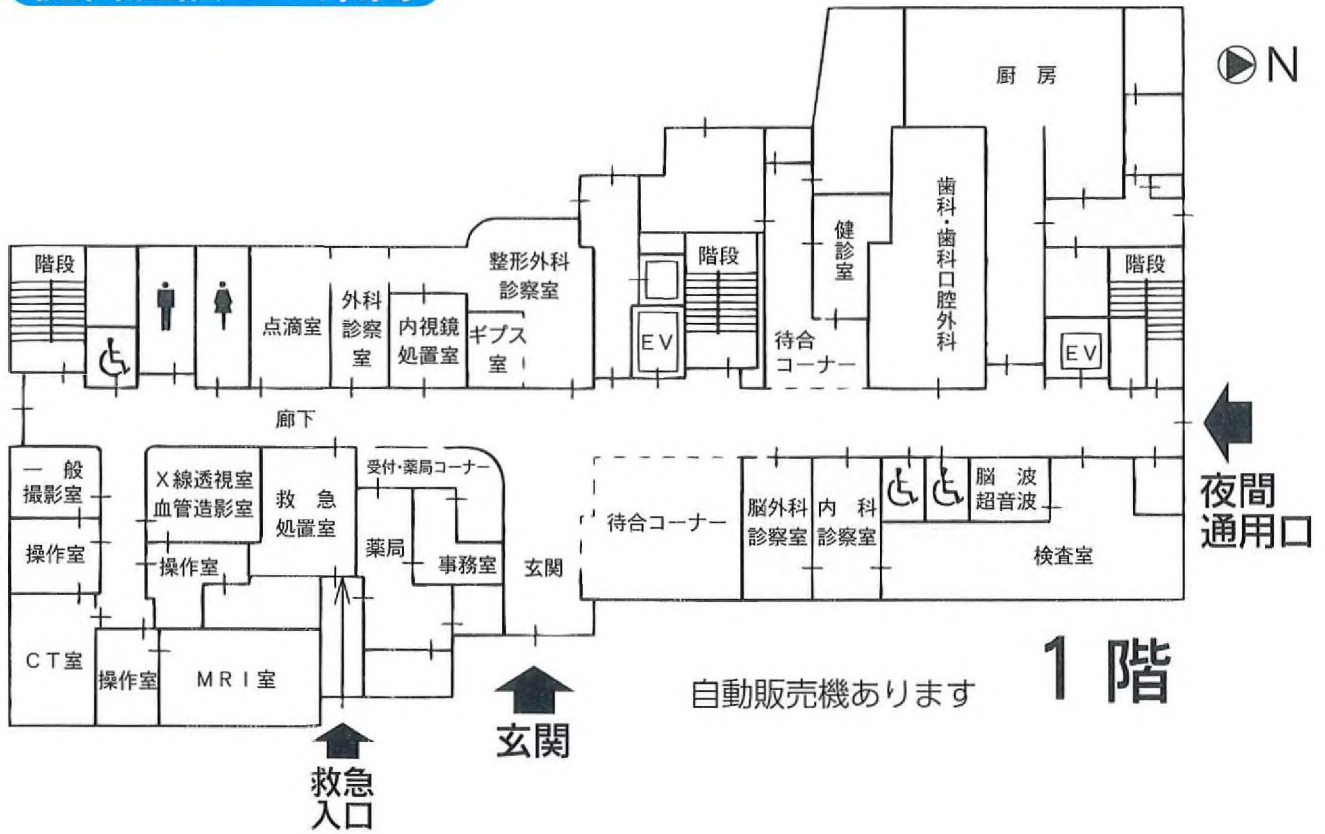 N
厨房
階段
点滴室
外科
診察
室
内視鏡
処置室
整形外科
診察室
ギプス
室
EV
階段
待合
コーナー
健診室
歯科・歯科口腔外科
EV
階段
廊下
夜間
通用口
一般
撮影室
操作室
CT室
操作室
MRI室
X線透視室
血管造影室
操作室
救急
処置室
受付・薬局コーナー
薬局
事務室
玄関
待合コーナー
脳外科
診察室
内科
診察室
脳波
超音波
検査室
救急
入口
玄関
自動販売機あります
1階